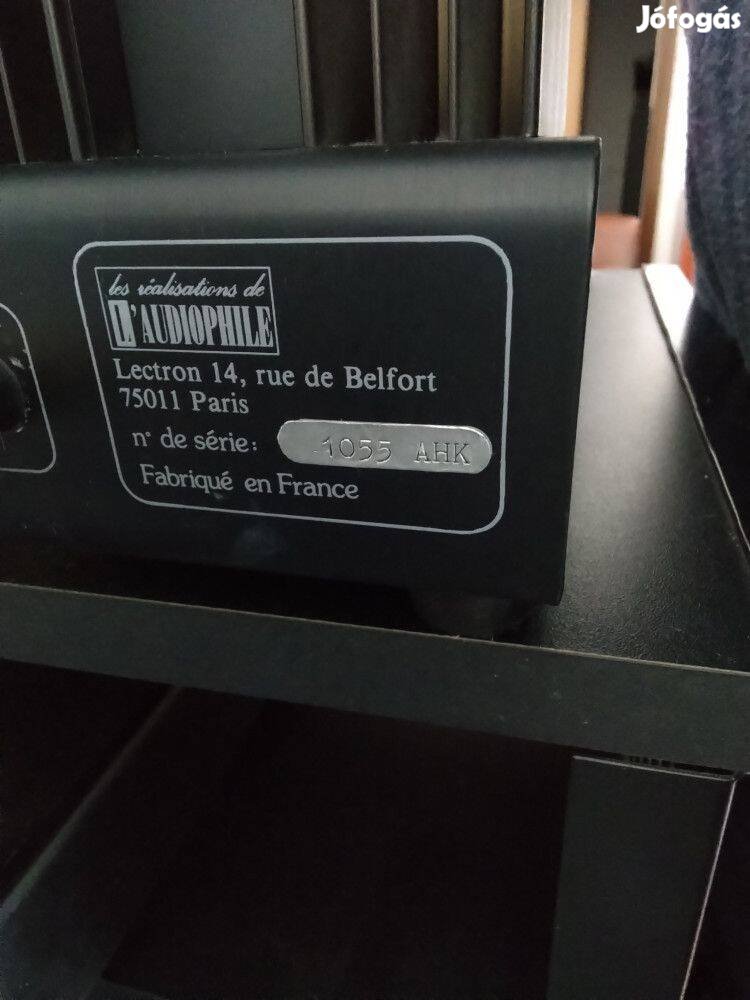 Jófogás
les réalisations de
L'AUDIOPHILE
Lectron 14, rue de Belfort
75011 Paris
n° de série: 1055 AHK
Fabriqué en France